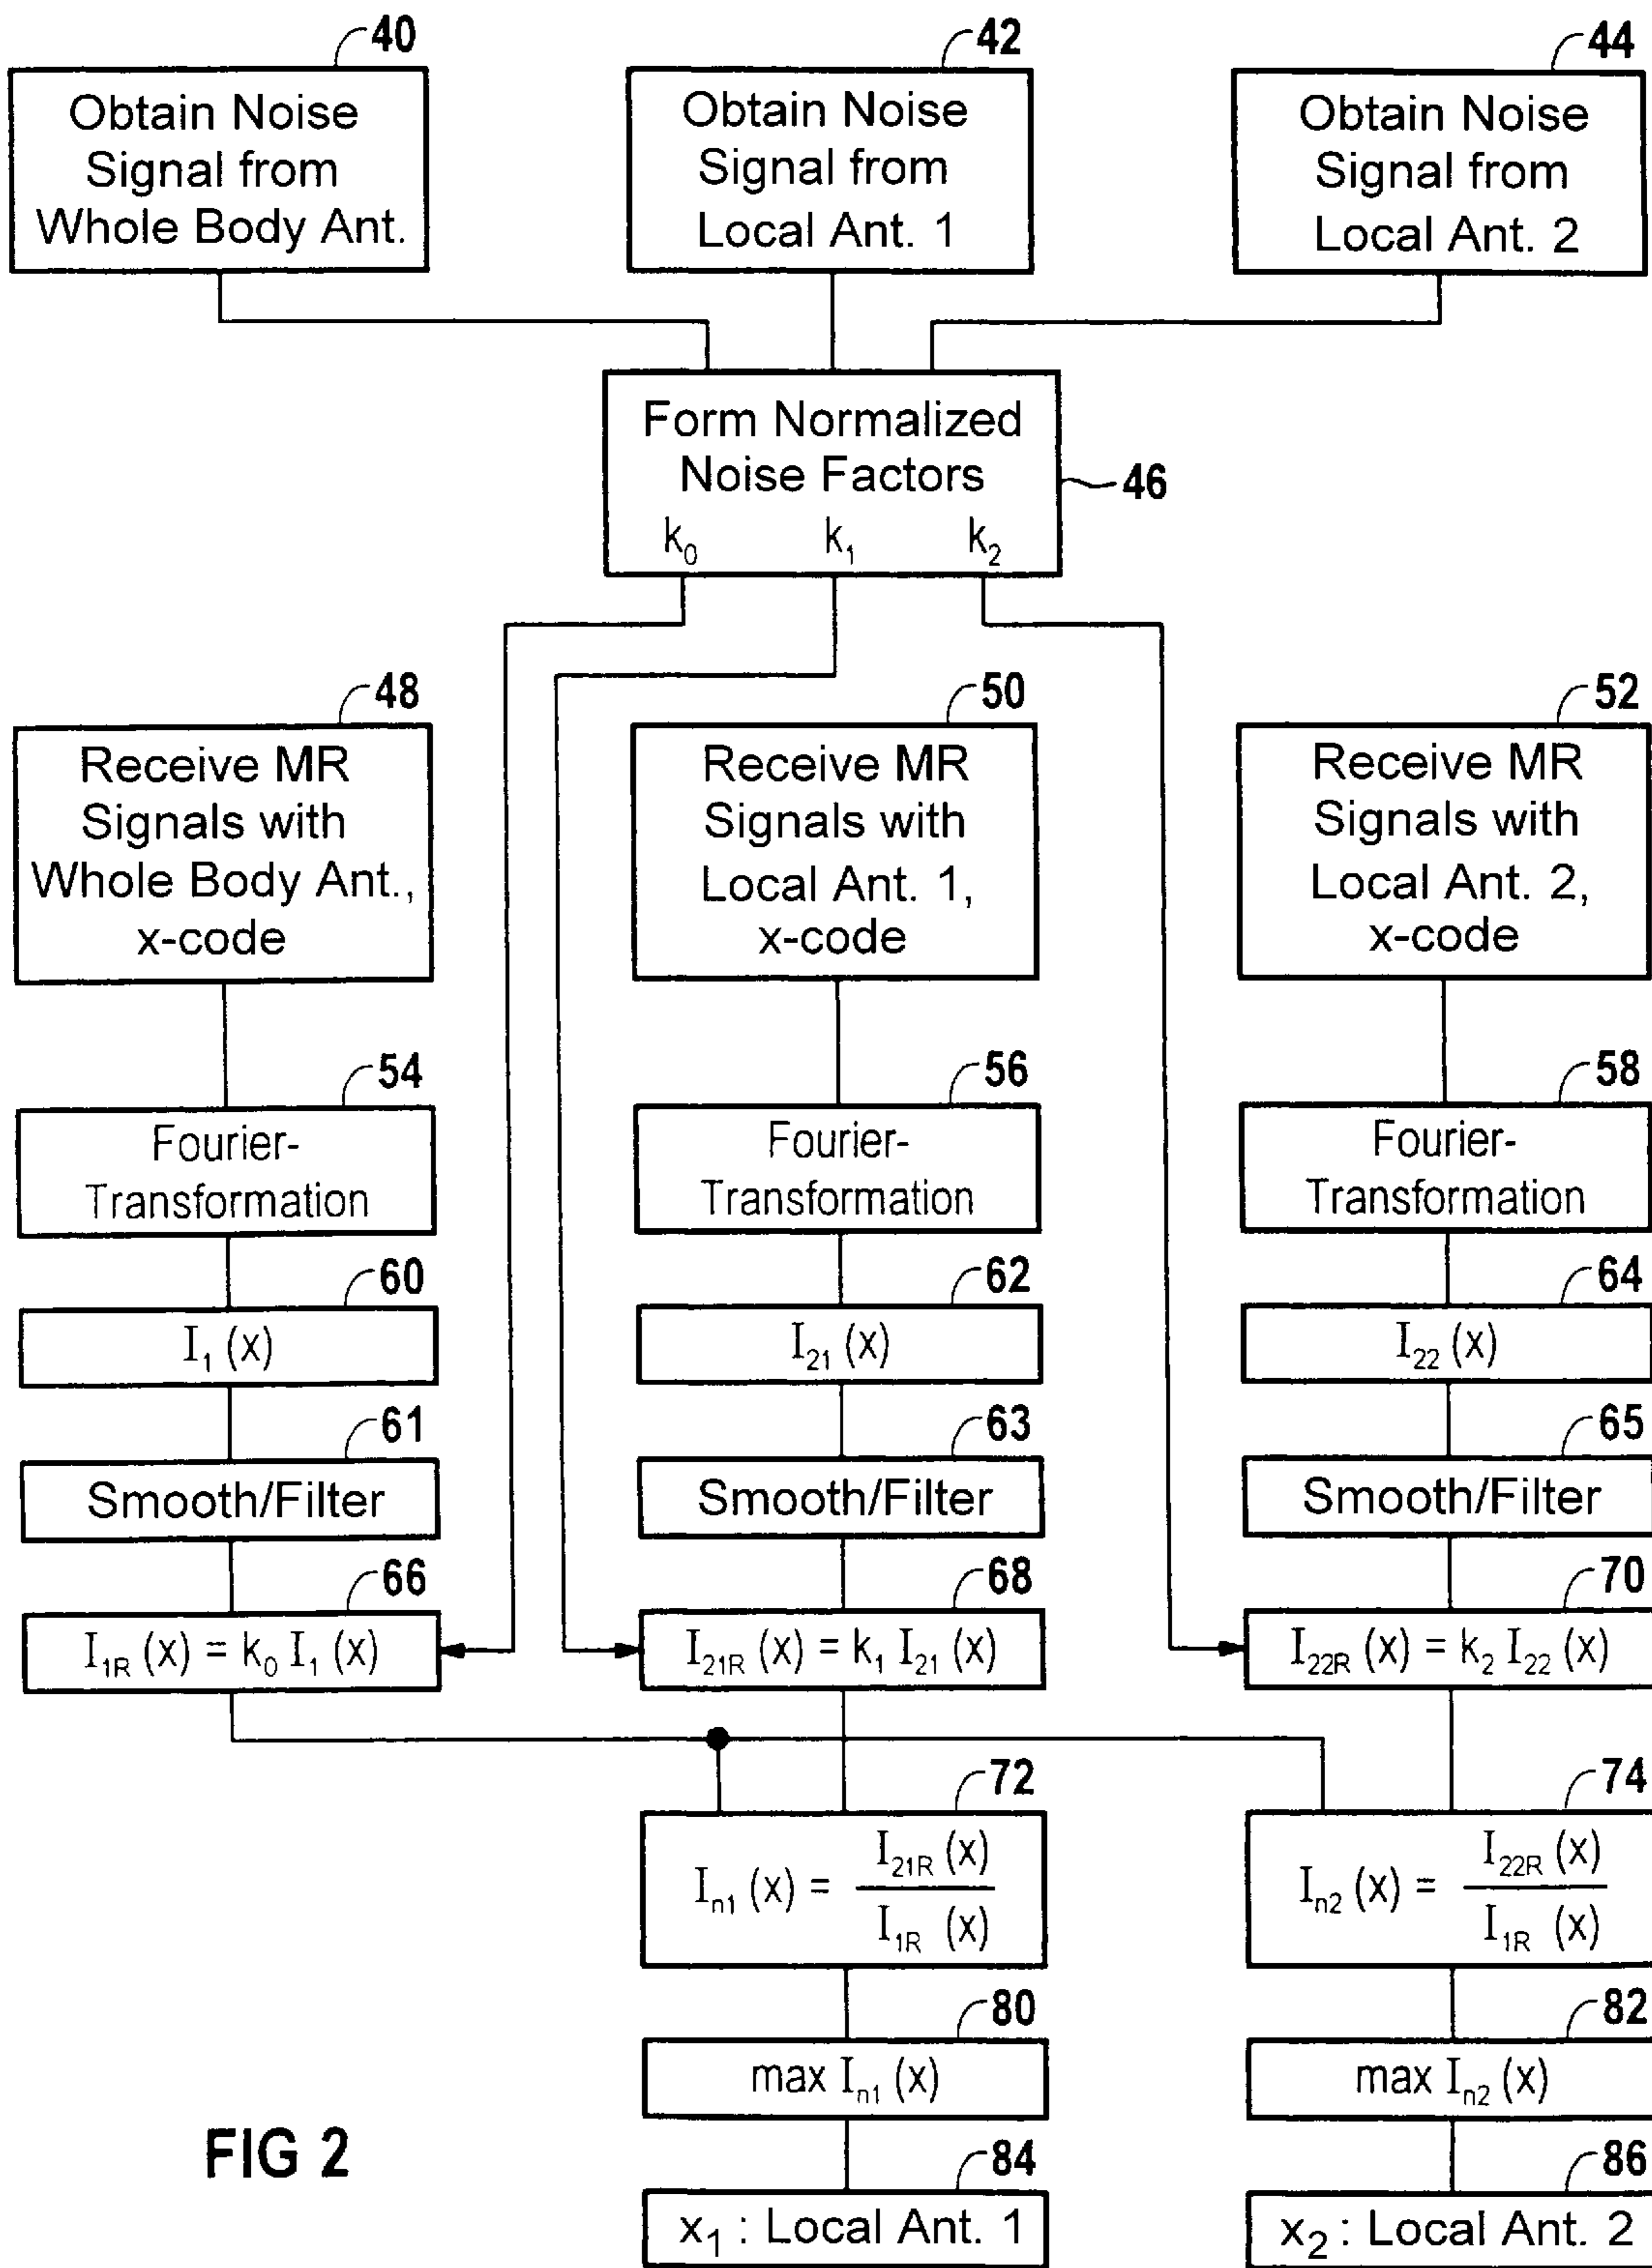 40
42
44
Obtain Noise
Signal from
Whole Body Ant.
Obtain Noise
Signal from
Local Ant. 1
Obtain Noise
Signal from
Local Ant. 2
Form Normalized
Noise Factors
k₀ k₁ k₂
46
48
50
52
Receive MR
Signals with
Whole Body Ant.,
x-code
Receive MR
Signals with
Local Ant. 1,
x-code
Receive MR
Signals with
Local Ant. 2,
x-code
54
56
58
Fourier-
Transformation
Fourier-
Transformation
Fourier-
Transformation
60
62
64
I₁ (x)
I₂₁ (x)
I₂₂ (x)
61
63
65
Smooth/Filter
Smooth/Filter
Smooth/Filter
66
68
70
I₁R (x) = k₀ I₁ (x)
I₂₁R (x) = k₁ I₂₁ (x)
I₂₂R (x) = k₂ I₂₂ (x)
72
74
Iₙ₁ (x) = I₂₁R (x) / I₁R (x)
Iₙ₂ (x) = I₂₂R (x) / I₁R (x)
80
82
max Iₙ₁ (x)
max Iₙ₂ (x)
FIG 2
84
86
x₁ : Local Ant. 1
x₂ : Local Ant. 2